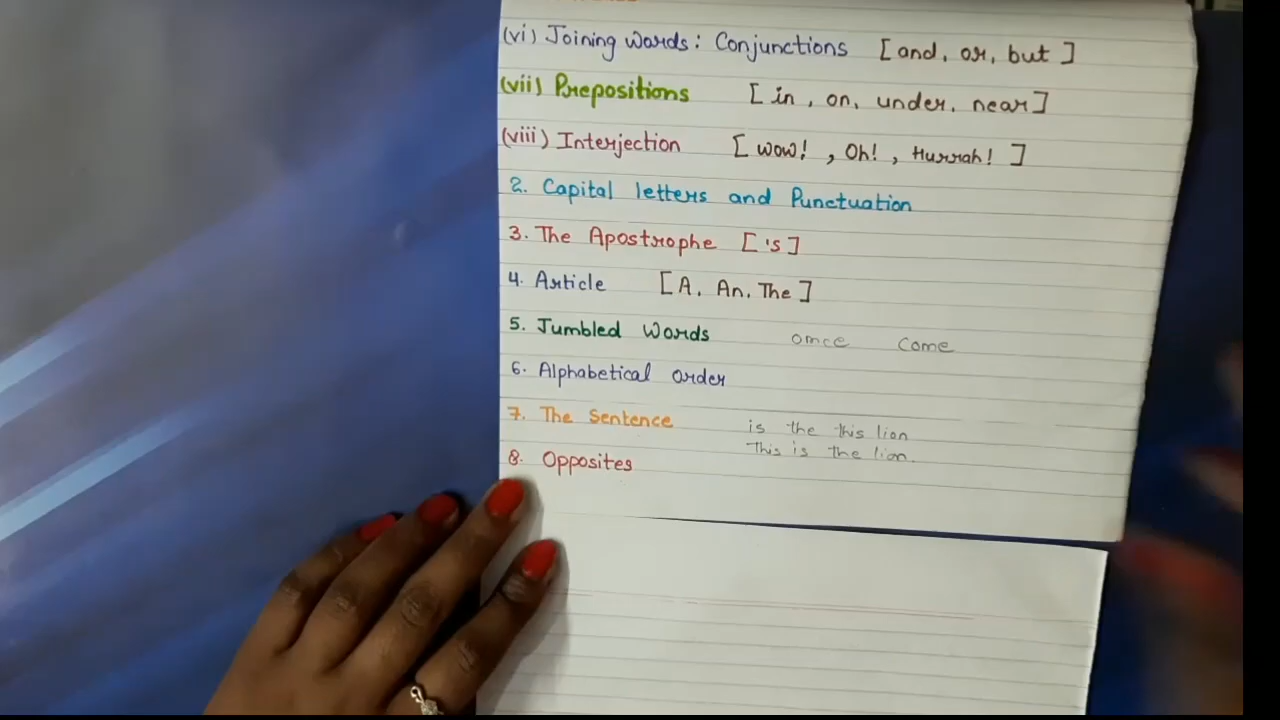 (vi) Joining words: Conjunctions [and, or, but]
(vii) Prepositions [in, on, under, near]
(viii) Interjection [wow!, Oh!, Hurrah!]
2. Capital letters and Punctuation
3. The Apostrophe ['s]
4. Article [A, An, The]
5. Jumbled Words omce come
6. Alphabetical order
7. The Sentence is the this lion
This is the lion.
8. Opposites